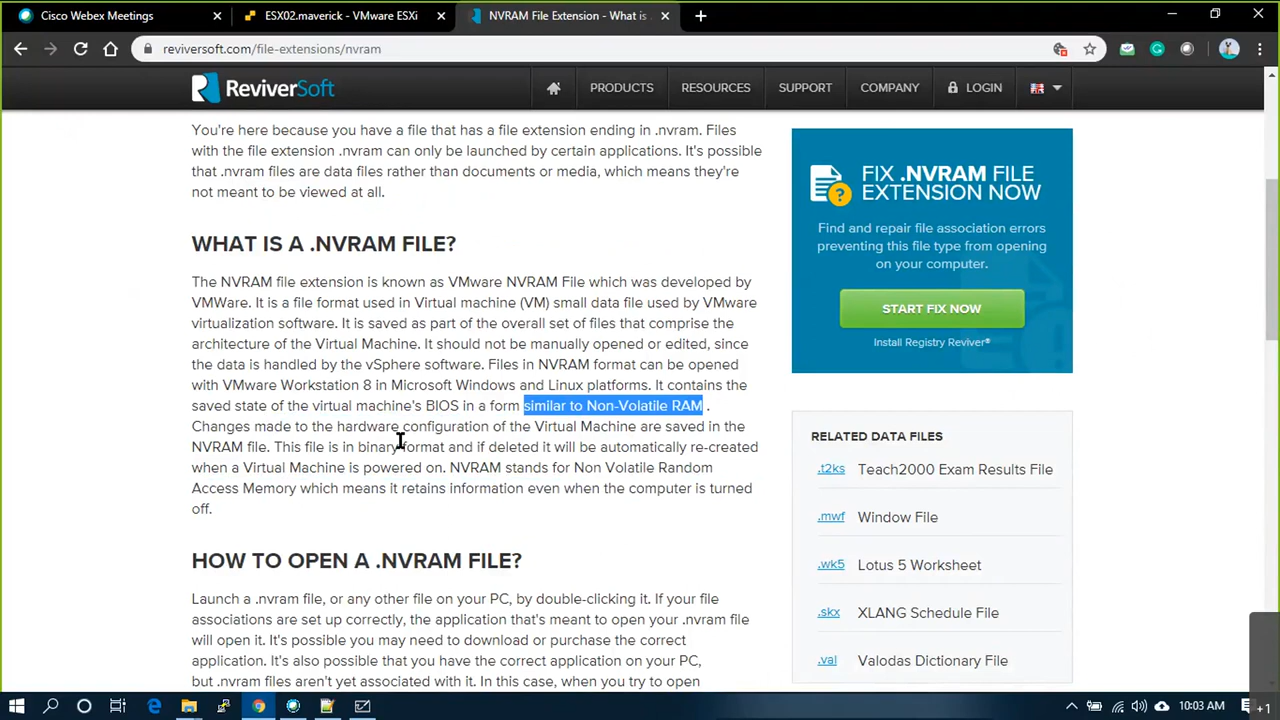 Cisco Webex Meetings
ESX02.maverick - VMware ESXi
NVRAM File Extension - What is
reviversoft.com/file-extensions/nvram
ReviverSoft
PRODUCTS
RESOURCES
SUPPORT
COMPANY
LOGIN
You're here because you have a file that has a file extension ending in .nvram. Files
with the file extension .nvram can only be launched by certain applications. It's possible
that .nvram files are data files rather than documents or media, which means they're
not meant to be viewed at all.
WHAT IS A .NVRAM FILE?
The NVRAM file extension is known as VMware NVRAM File which was developed by
VMWare. It is a file format used in Virtual machine (VM) small data file used by VMware
virtualization software. It is saved as part of the overall set of files that comprise the
architecture of the Virtual Machine. It should not be manually opened or edited, since
the data is handled by the vSphere software. Files in NVRAM format can be opened
with VMware Workstation 8 in Microsoft Windows and Linux platforms. It contains the
saved state of the virtual machine's BIOS in a form similar to Non-Volatile RAM .
Changes made to the hardware configuration of the Virtual Machine are saved in the
NVRAM file. This file is in binary format and if deleted it will be automatically re-created
when a Virtual Machine is powered on. NVRAM stands for Non Volatile Random
Access Memory which means it retains information even when the computer is turned
off.
HOW TO OPEN A .NVRAM FILE?
Launch a .nvram file, or any other file on your PC, by double-clicking it. If your file
associations are set up correctly, the application that's meant to open your .nvram file
will open it. It's possible you may need to download or purchase the correct
application. It's also possible that you have the correct application on your PC,
but .nvram files aren't yet associated with it. In this case, when you try to open
FIX .NVRAM FILE
EXTENSION NOW
Find and repair file association errors
preventing this file type from opening
on your computer.
START FIX NOW
Install Registry Reviver®
RELATED DATA FILES
.t2ks Teach2000 Exam Results File
.mwf Window File
.wk5 Lotus 5 Worksheet
.skx XLANG Schedule File
.val Valodas Dictionary File
10:03 AM
+1